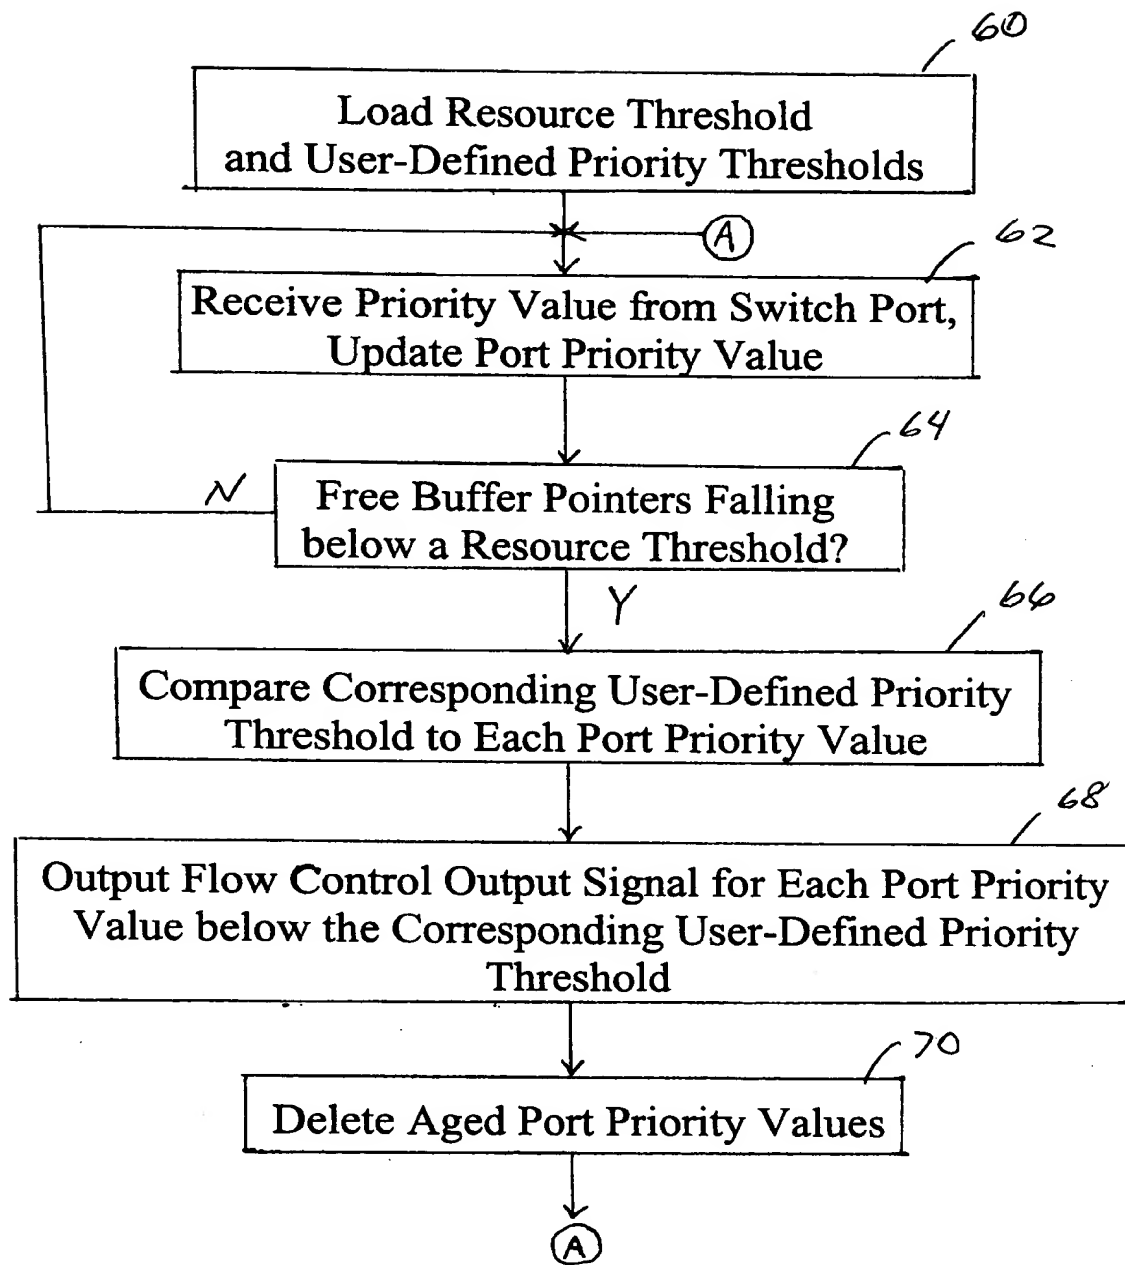 60
Load Resource Threshold
and User-Defined Priority Thresholds
A
62
Receive Priority Value from Switch Port,
Update Port Priority Value
64
N
Free Buffer Pointers Falling
below a Resource Threshold?
Y
66
Compare Corresponding User-Defined Priority
Threshold to Each Port Priority Value
68
Output Flow Control Output Signal for Each Port Priority
Value below the Corresponding User-Defined Priority
Threshold
70
Delete Aged Port Priority Values
A